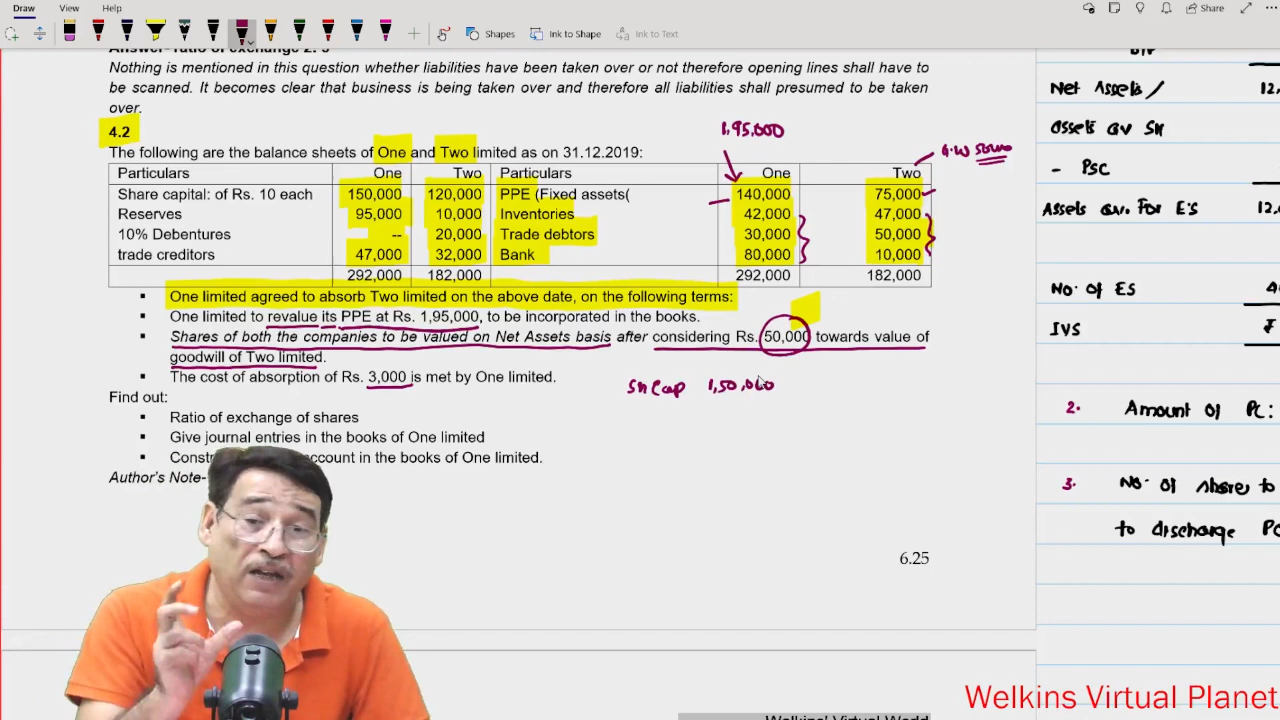 Draw View Help
Share
Shapes Ink to Shape Ink to Text
Answer- ratio of exchange 2: 3
Nothing is mentioned in this question whether liabilities have been taken over or not therefore opening lines shall have to
be scanned. It becomes clear that business is being taken over and therefore all liabilities shall presumed to be taken
over.
4.2
1,95,000
The following are the balance sheets of One and Two limited as on 31.12.2019:
Particulars One Two Particulars One Two
Share capital: of Rs. 10 each 150,000 120,000 PPE (Fixed assets( 140,000 75,000
Reserves 95,000 10,000 Inventories 42,000 47,000
10% Debentures -- 20,000 Trade debtors 30,000 50,000
trade creditors 47,000 32,000 Bank 80,000 10,000
292,000 182,000 292,000 182,000
▪ One limited agreed to absorb Two limited on the above date, on the following terms:
▪ One limited to revalue its PPE at Rs. 1,95,000, to be incorporated in the books.
▪ Shares of both the companies to be valued on Net Assets basis after considering Rs. 50,000 towards value of
goodwill of Two limited.
▪ The cost of absorption of Rs. 3,000 is met by One limited.
Sh Cap 1,50,000
Find out:
▪ Ratio of exchange of shares
▪ Give journal entries in the books of One limited
▪ account in the books of One limited.
Author's Note-
6.25
Net Assets/ 12,
Assets av SH
- PSC
Assets av. For E'S 12,
No. Of ES
IVS ₹
2. Amount Of PC:
3. No. Of shares to
to discharge PC
Welkins Virtual Planet
Welkins' Virtual World